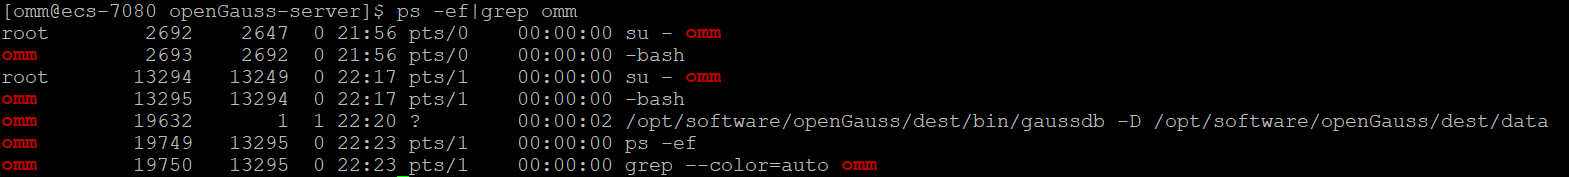 [omm@ecs-7080 openGauss-server]$ ps -ef|grep omm
root        2692    2647  0 21:56 pts/0    00:00:00 su - omm
omm         2693    2692  0 21:56 pts/0    00:00:00 -bash
root       13294   13249  0 22:17 pts/1    00:00:00 su - omm
omm        13295   13294  0 22:17 pts/1    00:00:00 -bash
omm        19632       1  1 22:20 ?        00:00:02 /opt/software/openGauss/dest/bin/gaussdb -D /opt/software/openGauss/dest/data
omm        19749   13295  0 22:23 pts/1    00:00:00 ps -ef
omm        19750   13295  0 22:23 pts/1    00:00:00 grep --color=auto omm